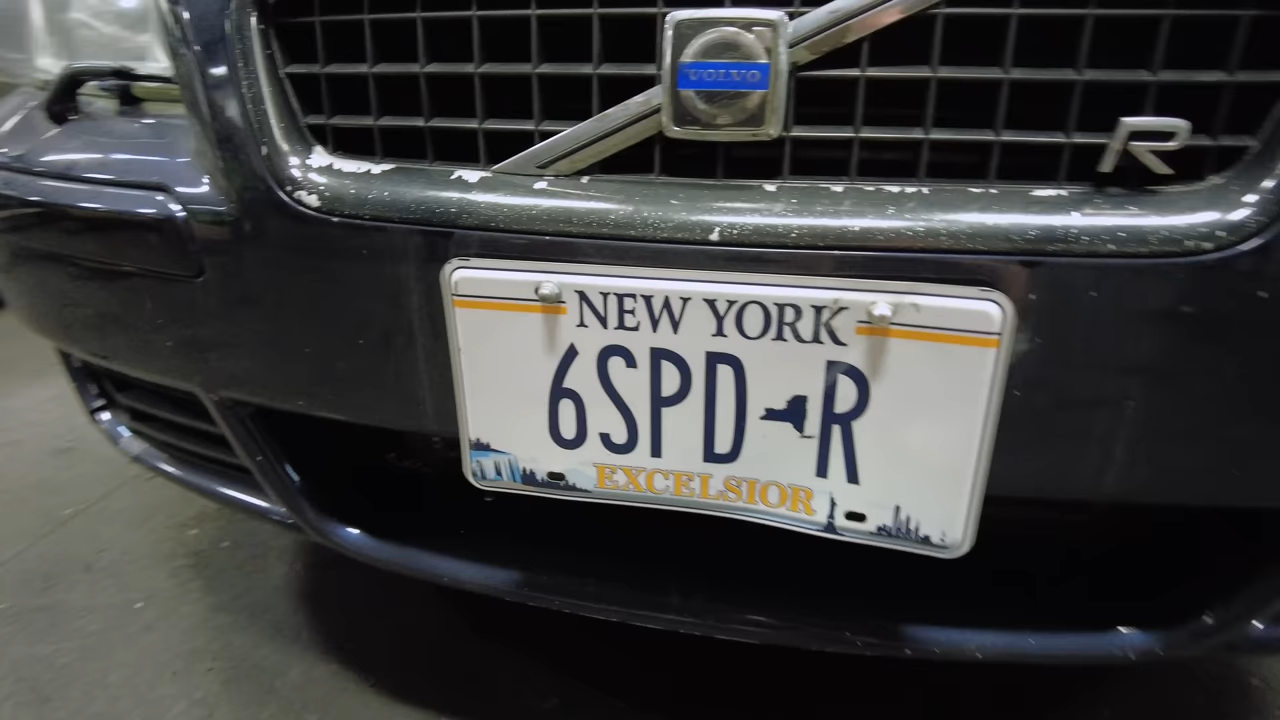 VOLVO
R
NEW YORK
6SPD R
EXCELSIOR